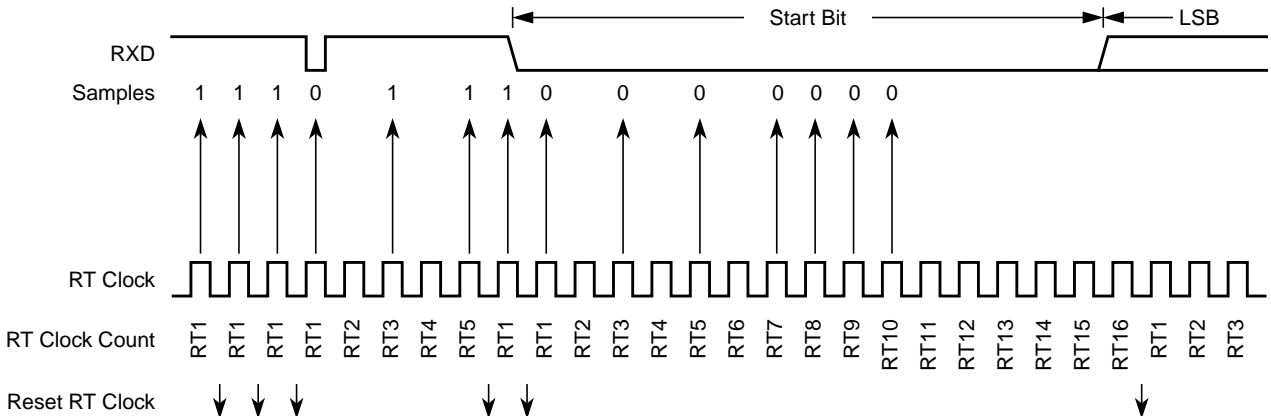 Start Bit LSB
RXD
Samples 1 1 1 0 1 1 1 0 0 0 0 0 0 0
RT Clock
RT Clock Count RT1 RT1 RT1 RT1 RT2 RT3 RT4 RT5 RT1 RT1 RT2 RT3 RT4 RT5 RT6 RT7 RT8 RT9 RT10 RT11 RT12 RT13 RT14 RT15 RT16 RT1 RT2 RT3
Reset RT Clock